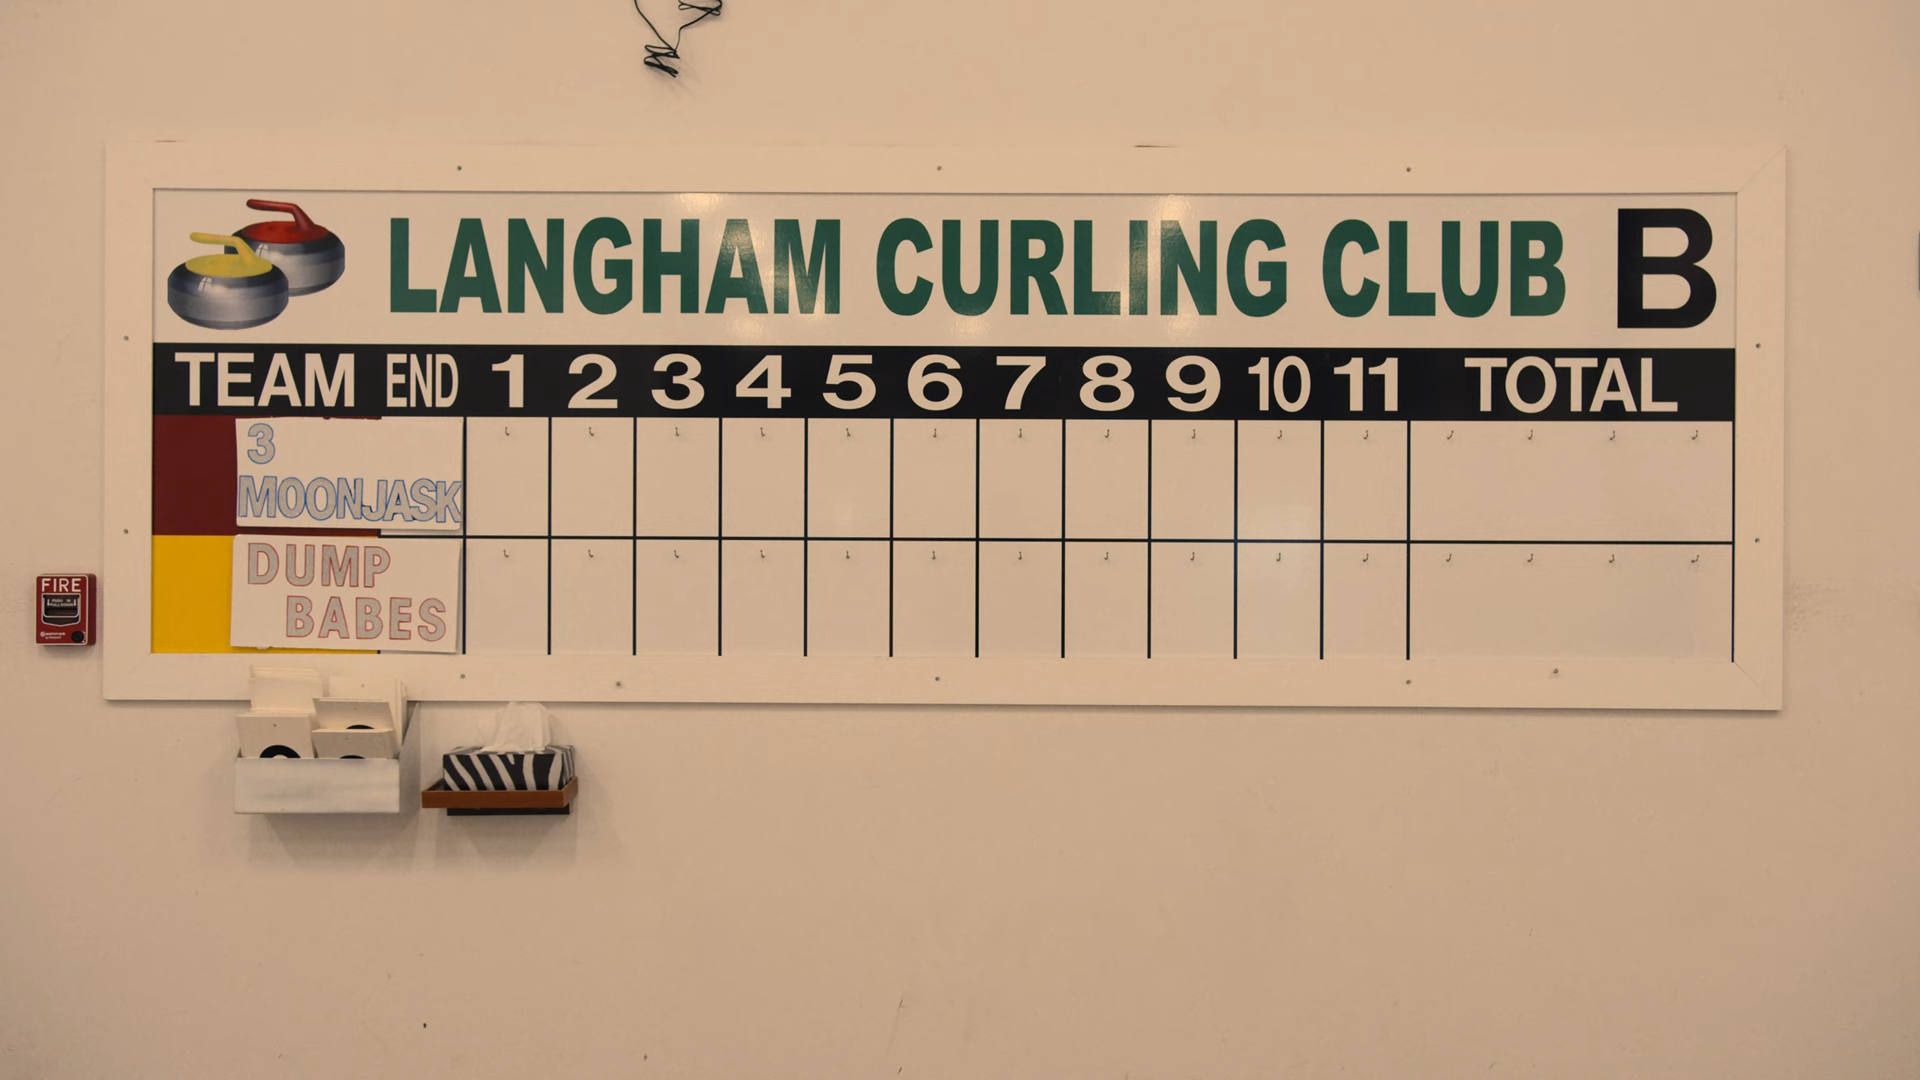 LANGHAM CURLING CLUB B
TEAM END 1 2 3 4 5 6 7 8 9 10 11 TOTAL
3
MOONJASK
DUMP
BABES
FIRE